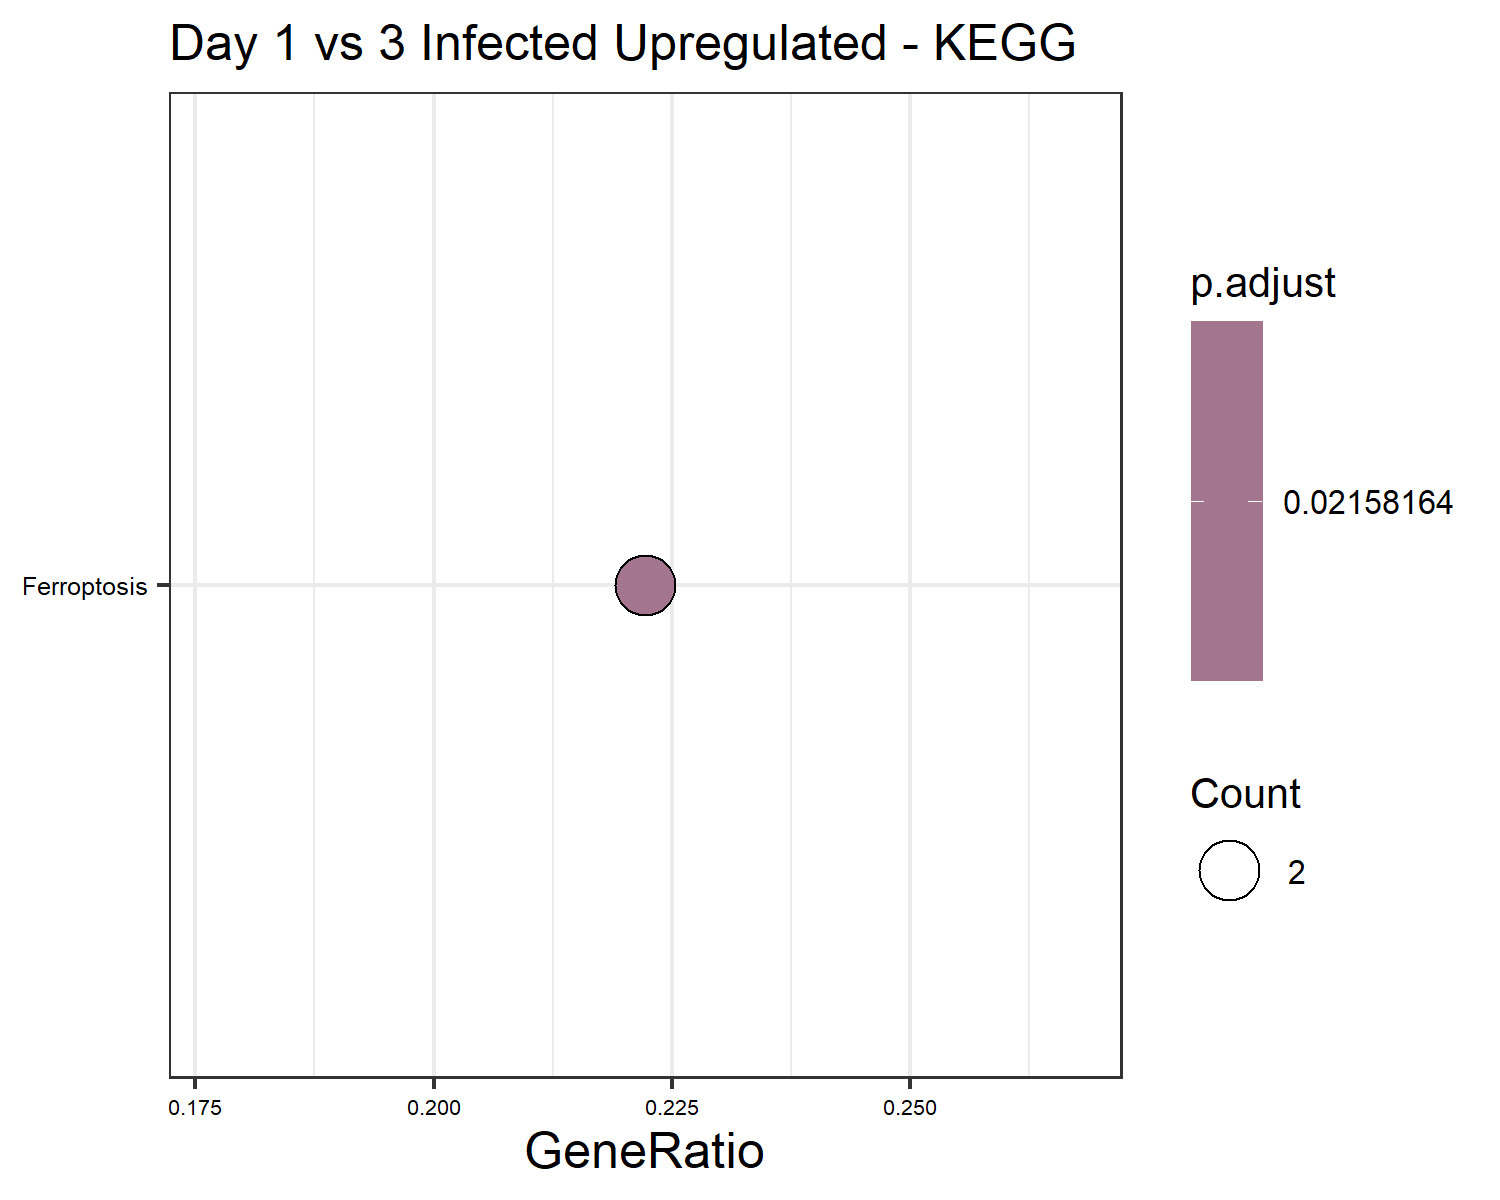 Day 1 vs 3 Infected Upregulated - KEGG
Ferroptosis
0.175
0.200
0.225
0.250
GeneRatio
p.adjust
0.02158164
Count
2